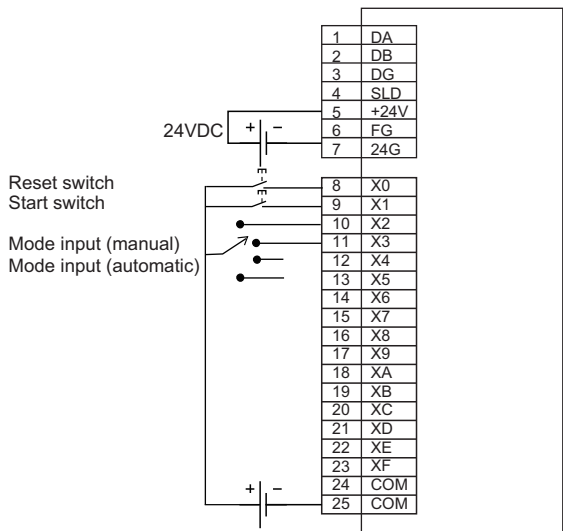 1 DA
2 DB
3 DG
4 SLD
5 +24V
24VDC + −
6 FG
7 24G
Reset switch
8 X0
Start switch
9 X1
10 X2
Mode input (manual)
11 X3
Mode input (automatic)
12 X4
13 X5
14 X6
15 X7
16 X8
17 X9
18 XA
19 XB
20 XC
21 XD
22 XE
23 XF
24 COM
+ −
25 COM